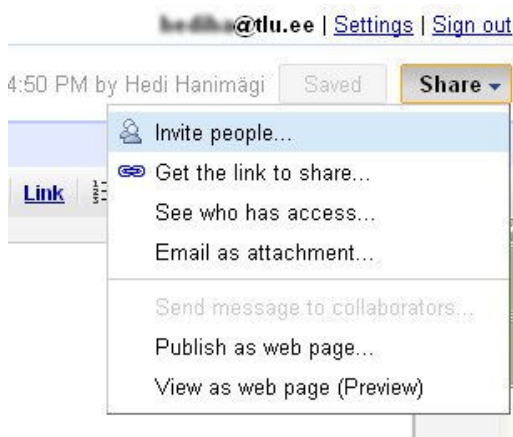 @tlu.ee | Settings | Sign out
4:50 PM by Hedi Hanimägi Saved Share
Invite people...
Get the link to share...
Link
See who has access...
Email as attachment...
Send message to collaborators...
Publish as web page...
View as web page (Preview)